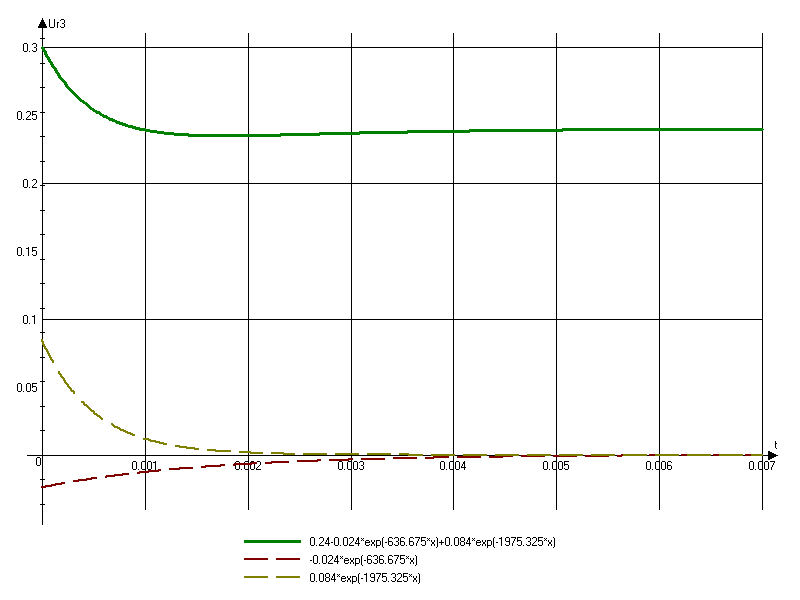 Ur3
0.3
0.25
0.2
0.15
0.1
0.05
t
0 0.001 0.002 0.003 0.004 0.005 0.006 0.007
0.24-0.024*exp(-636.675*x)+0.084*exp(-1975.325*x)
-0.024*exp(-636.675*x)
0.084*exp(-1975.325*x)